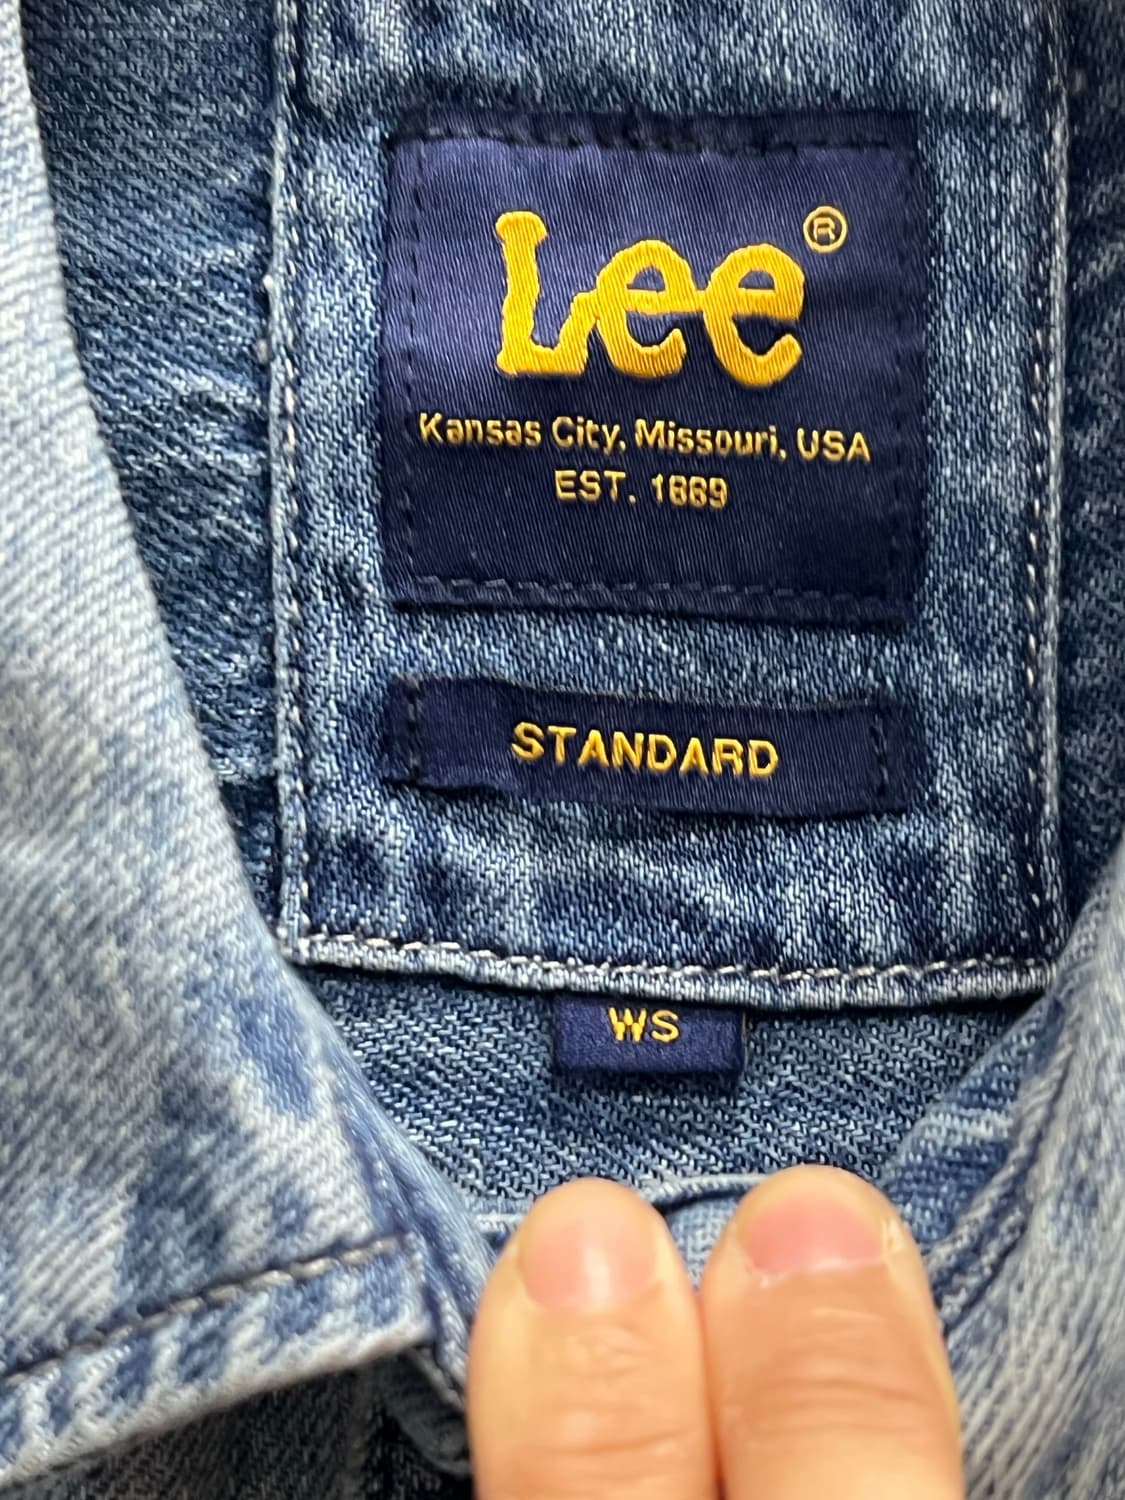 Lee®
Kansas City, Missouri, USA
EST. 1889
STANDARD
WS